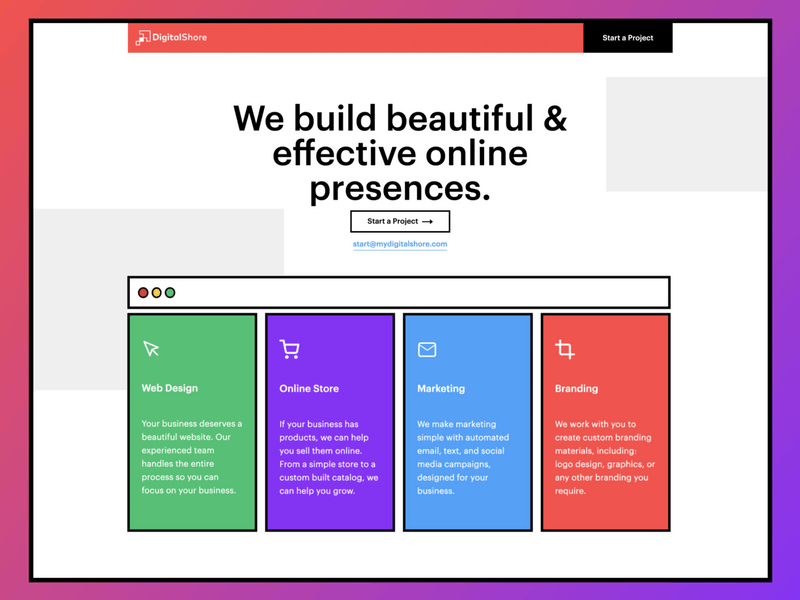 DigitalShore
Start a Project
We build beautiful &
effective online
presences.
Start a Project
start@mydigitalshore.com
Web Design
Your business deserves a
beautiful website. Our
experienced team
handles the entire
process so you can
focus on your business.
Online Store
If your business has
products, we can help
you sell them online.
From a simple store to a
custom built catalog, we
can help you grow.
Marketing
We make marketing
simple with automated
email, text, and social
media campaigns,
designed for your
business.
Branding
We work with you to
create custom branding
materials, including:
logo design, graphics, or
any other branding you
require.